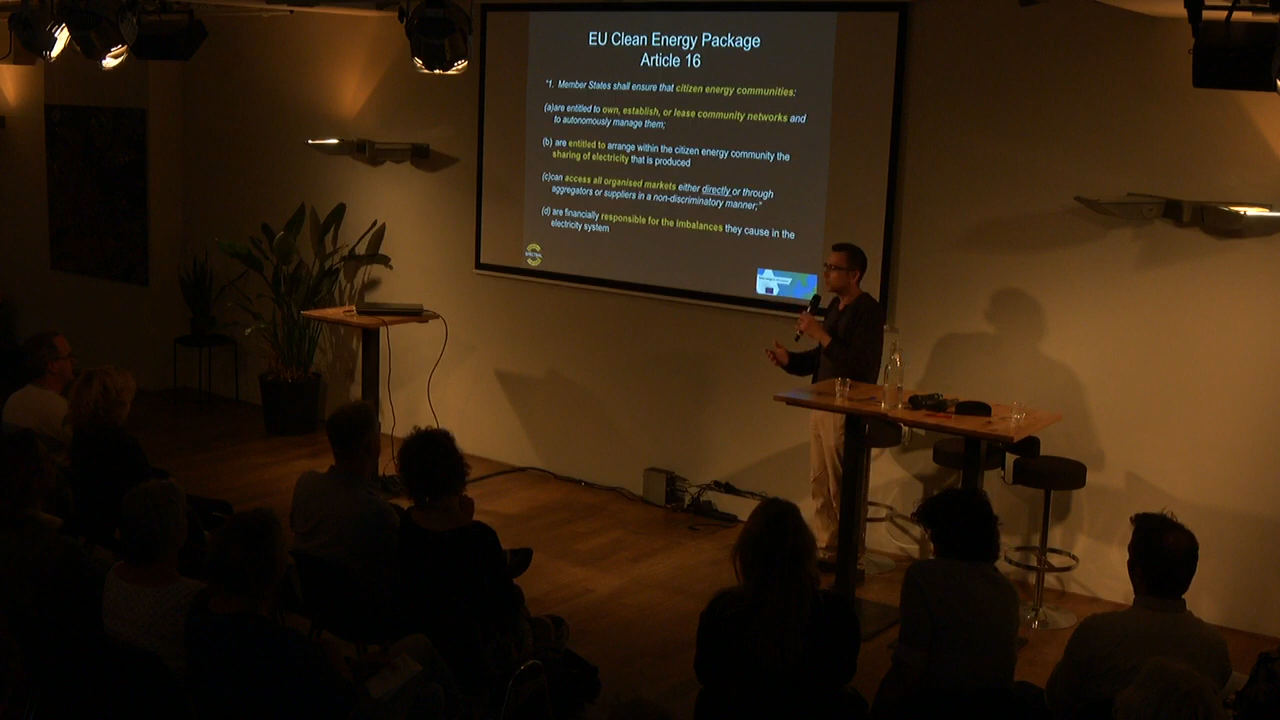 EU Clean Energy Package
Article 16
"1. Member States shall ensure that citizen energy communities:
(a)are entitled to own, establish, or lease community networks and
to autonomously manage them;
(b) are entitled to arrange within the citizen energy community the
sharing of electricity that is produced
(c)can access all organised markets either directly or through
aggregators or suppliers in a non-discriminatory manner;"
(d) are financially responsible for the imbalances they cause in the
electricity system
SPECTRAL